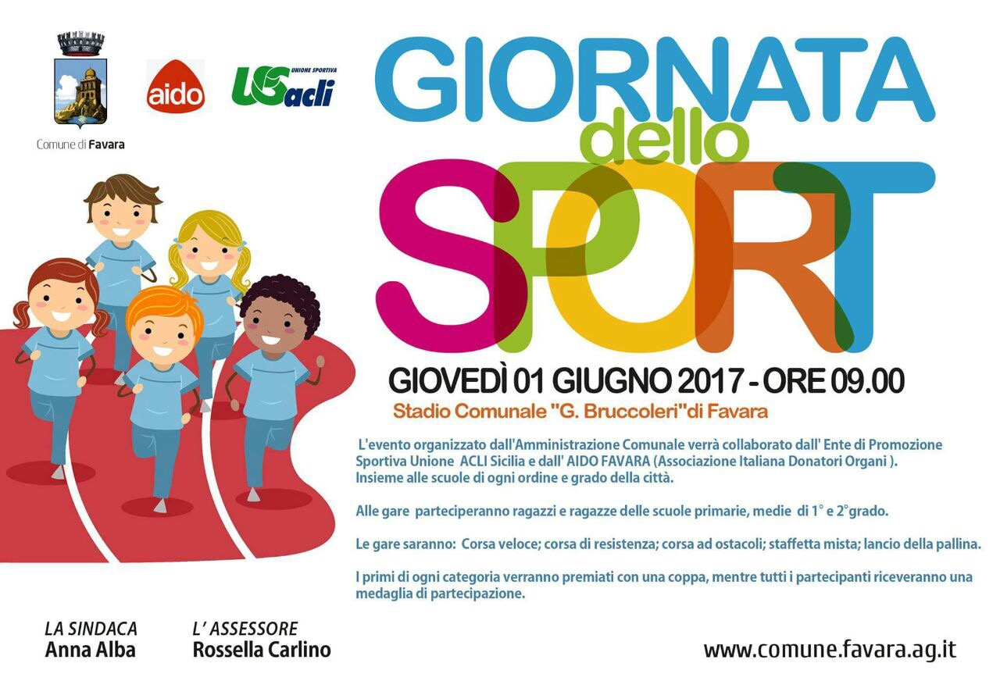 Comune di Favara
aido
UNIONE SPORTIVA
US acli
GIORNATA
dello
SPORT
GIOVEDÌ 01 GIUGNO 2017 - ORE 09.00
Stadio Comunale "G. Bruccoleri"di Favara
L'evento organizzato dall'Amministrazione Comunale verrà collaborato dall' Ente di Promozione
Sportiva Unione ACLI Sicilia e dall' AIDO FAVARA (Associazione Italiana Donatori Organi ).
Insieme alle scuole di ogni ordine e grado della città.
Alle gare parteciperanno ragazzi e ragazze delle scuole primarie, medie di 1° e 2°grado.
Le gare saranno: Corsa veloce; corsa di resistenza; corsa ad ostacoli; staffetta mista; lancio della pallina.
I primi di ogni categoria verranno premiati con una coppa, mentre tutti i partecipanti riceveranno una
medaglia di partecipazione.
LA SINDACA
Anna Alba
L' ASSESSORE
Rossella Carlino
www.comune.favara.ag.it